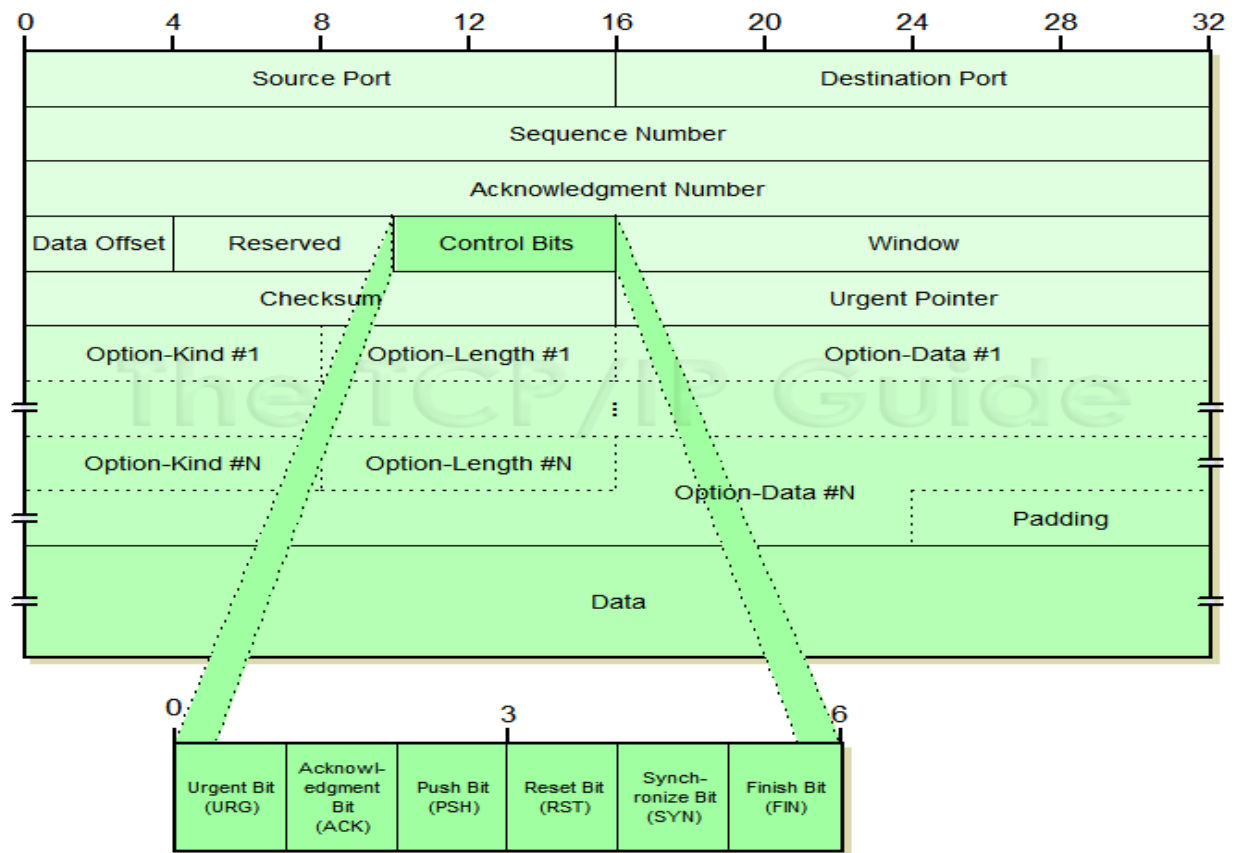 0 4 8 12 16 20 24 28 32
Source Port Destination Port
Sequence Number
Acknowledgment Number
Data Offset Reserved Control Bits Window
Checksum Urgent Pointer
Option-Kind #1 Option-Length #1 Option-Data #1
The TCP/IP Guide
...
Option-Kind #N Option-Length #N
Option-Data #N
Padding
Data
0 3 6
Urgent Bit
(URG)
Acknowl-
edgment
Bit
(ACK)
Push Bit
(PSH)
Reset Bit
(RST)
Synch-
ronize Bit
(SYN)
Finish Bit
(FIN)